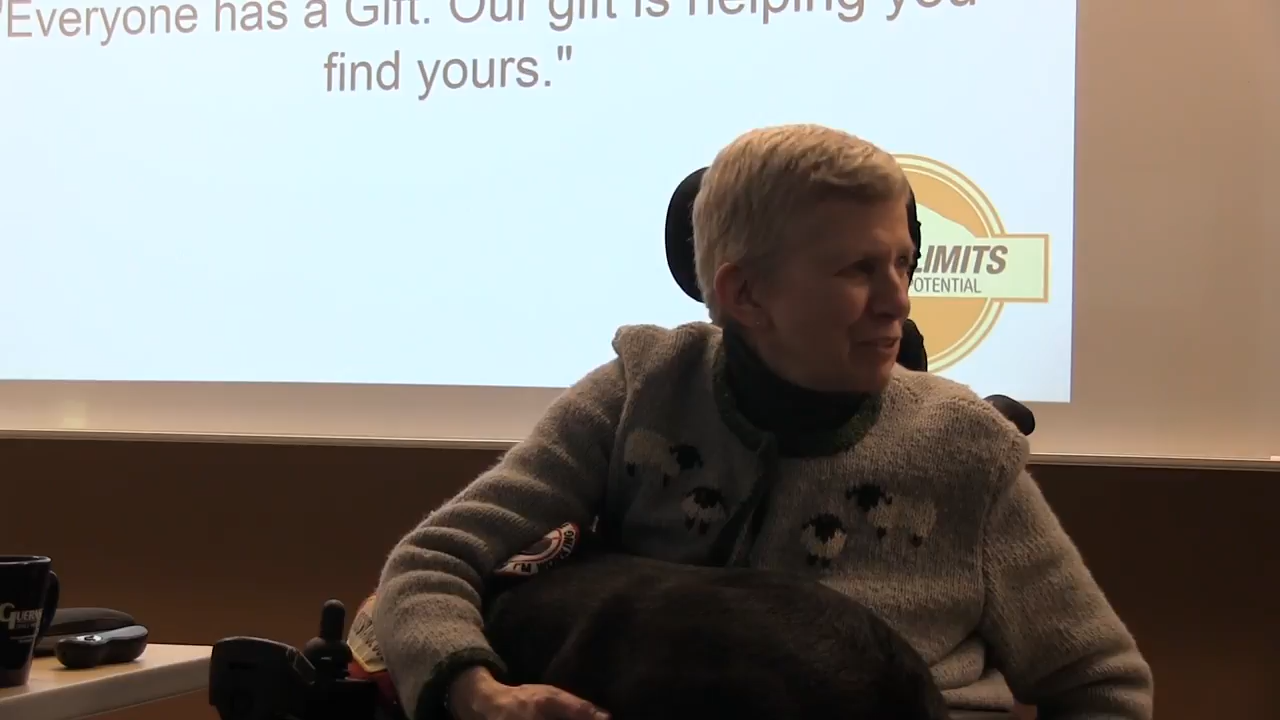 "Everyone has a Gift. Our gift is helping you
find yours."
LIMITS
POTENTIAL
I'M